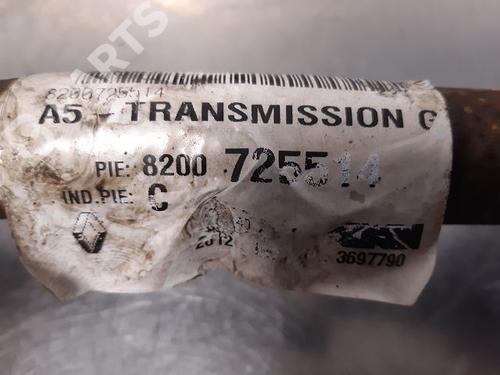 8200725514
A5 - TRANSMISSION G
PIE: 8200 725514
IND.PIE: C
2012
3697790